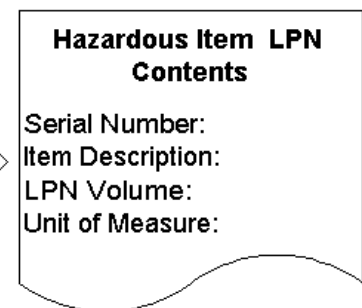 Hazardous Item LPN
Contents
Serial Number:
Item Description:
LPN Volume:
Unit of Measure: